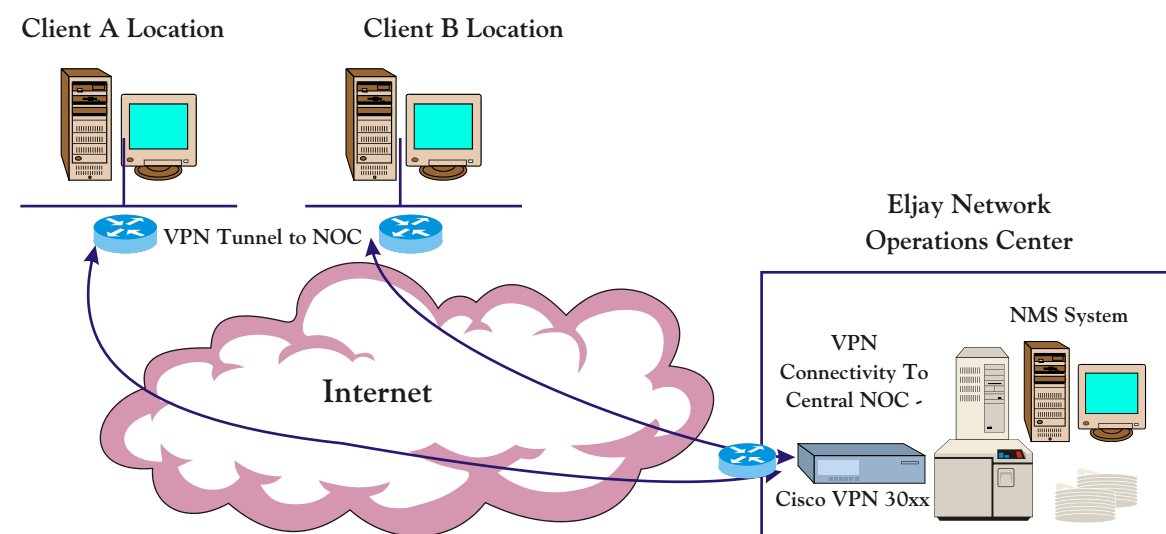 Client A Location
Client B Location
VPN Tunnel to NOC
Eljay Network
Operations Center
NMS System
VPN
Connectivity To
Central NOC -
Internet
Cisco VPN 30xx